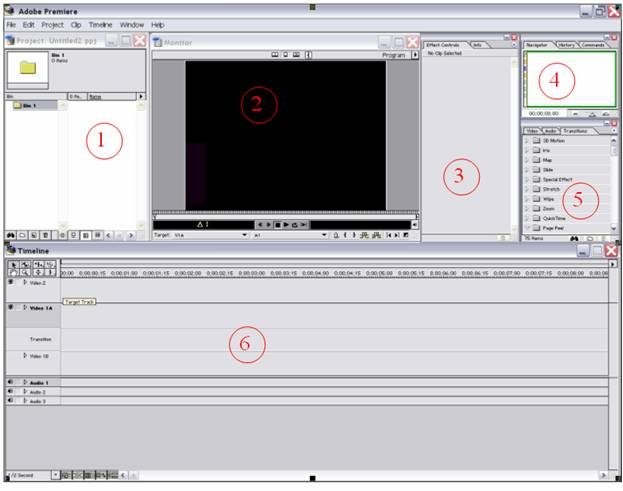 Adobe Premiere
File Edit Project Clip Timeline Window Help
Project: Untitled2.ppj
Bin 1
0 Items
Bin 0 Ite... Name
Bin 1
1
Monitor
Program
2
Target: V1A A1
Effect Controls Info
No Clip Selected
3
Navigator History Commands
4
00;00;00;00
Video Audio Transitions
3D Motion
Iris
Map
Slide
Special Effect
Stretch
Wipe
Zoom
QuickTime
Page Peel
5
75 Items
Timeline
0;00;00;15 0;00;01;00 0;00;01;15 0;00;02;00 0;00;02;15 0;00;03;00 0;00;03;15 0;00;04;00 0;00;04;15 0;00;05;00 0;00;05;15 0;00;06;00 0;00;06;15 0;00;07;00 0;00;07;15 0;00;08;00
Video 2
Target Track
Video 1A
Transition
6
Video 1B
Audio 1
Audio 2
Audio 3
1/2 Second